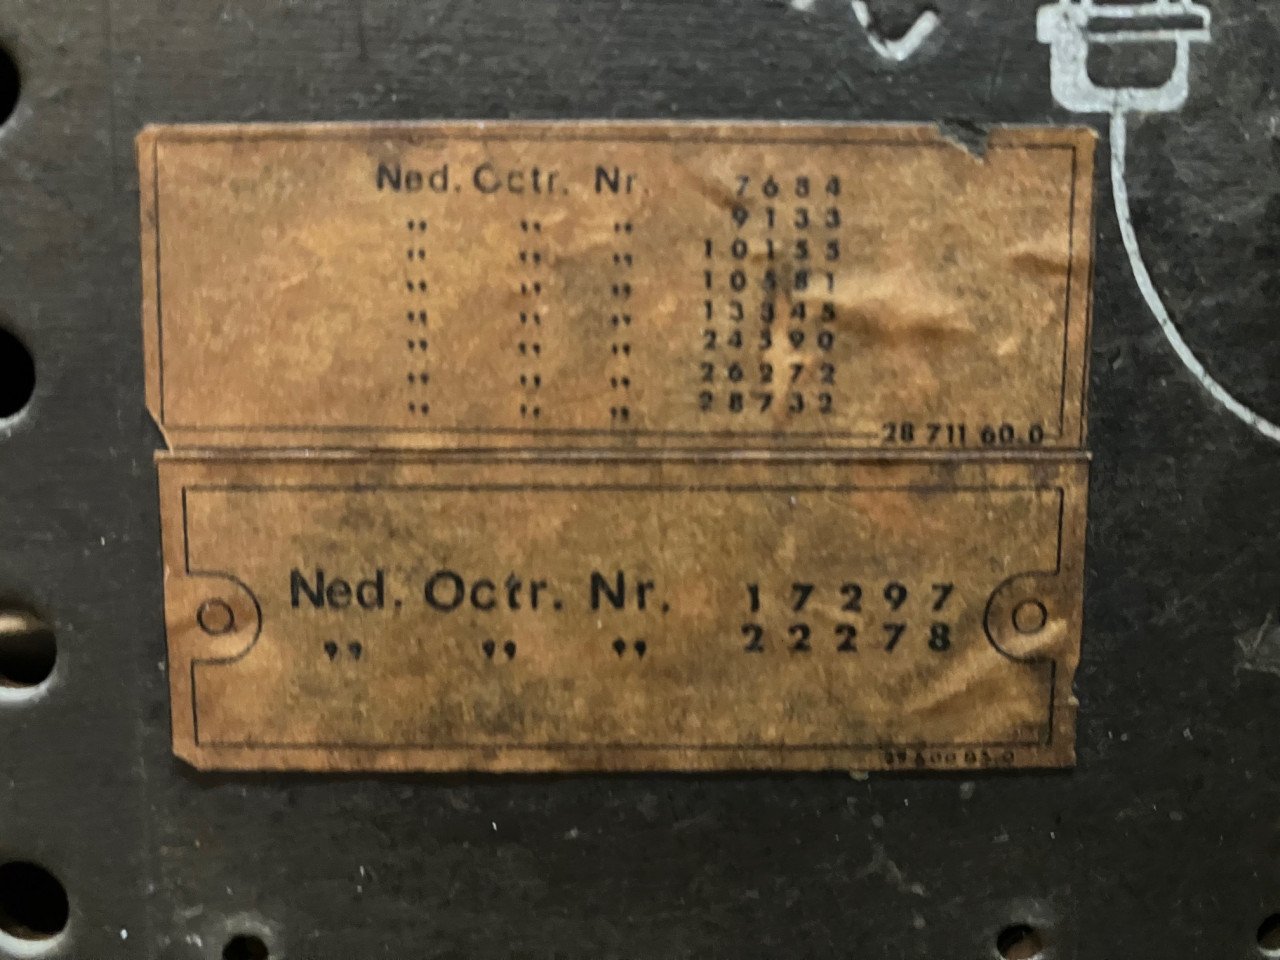 Ned. Octr. Nr. 7684
" " " 9133
" " " 10155
" " " 10581
" " " 13345
" " " 24590
" " " 26272
" " " 28732
28 711 60.0
Ned. Octr. Nr. 17297
" " " 22278